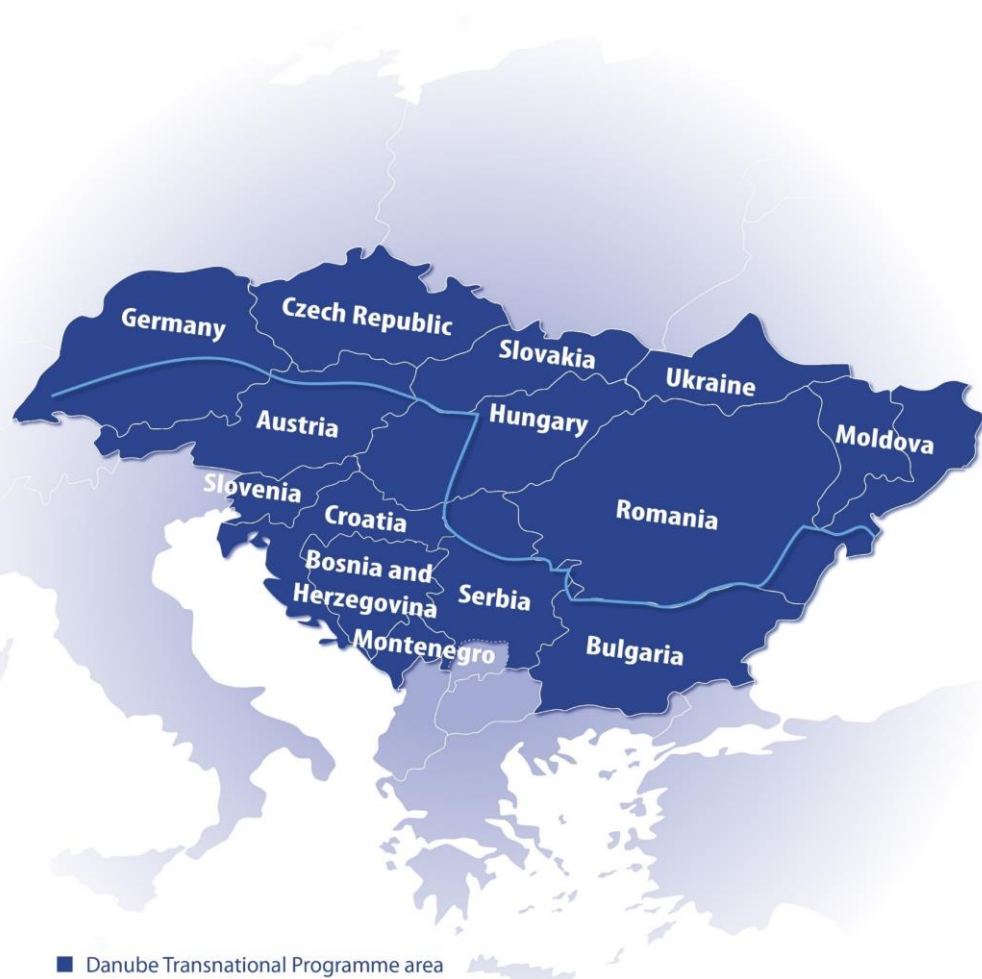 Czech Republic
Germany
Slovakia
Ukraine
Hungary
Austria
Moldova
Slovenia
Croatia
Romania
Bosnia and
Herzegovina
Serbia
Montenegro
Bulgaria
Danube Transnational Programme area